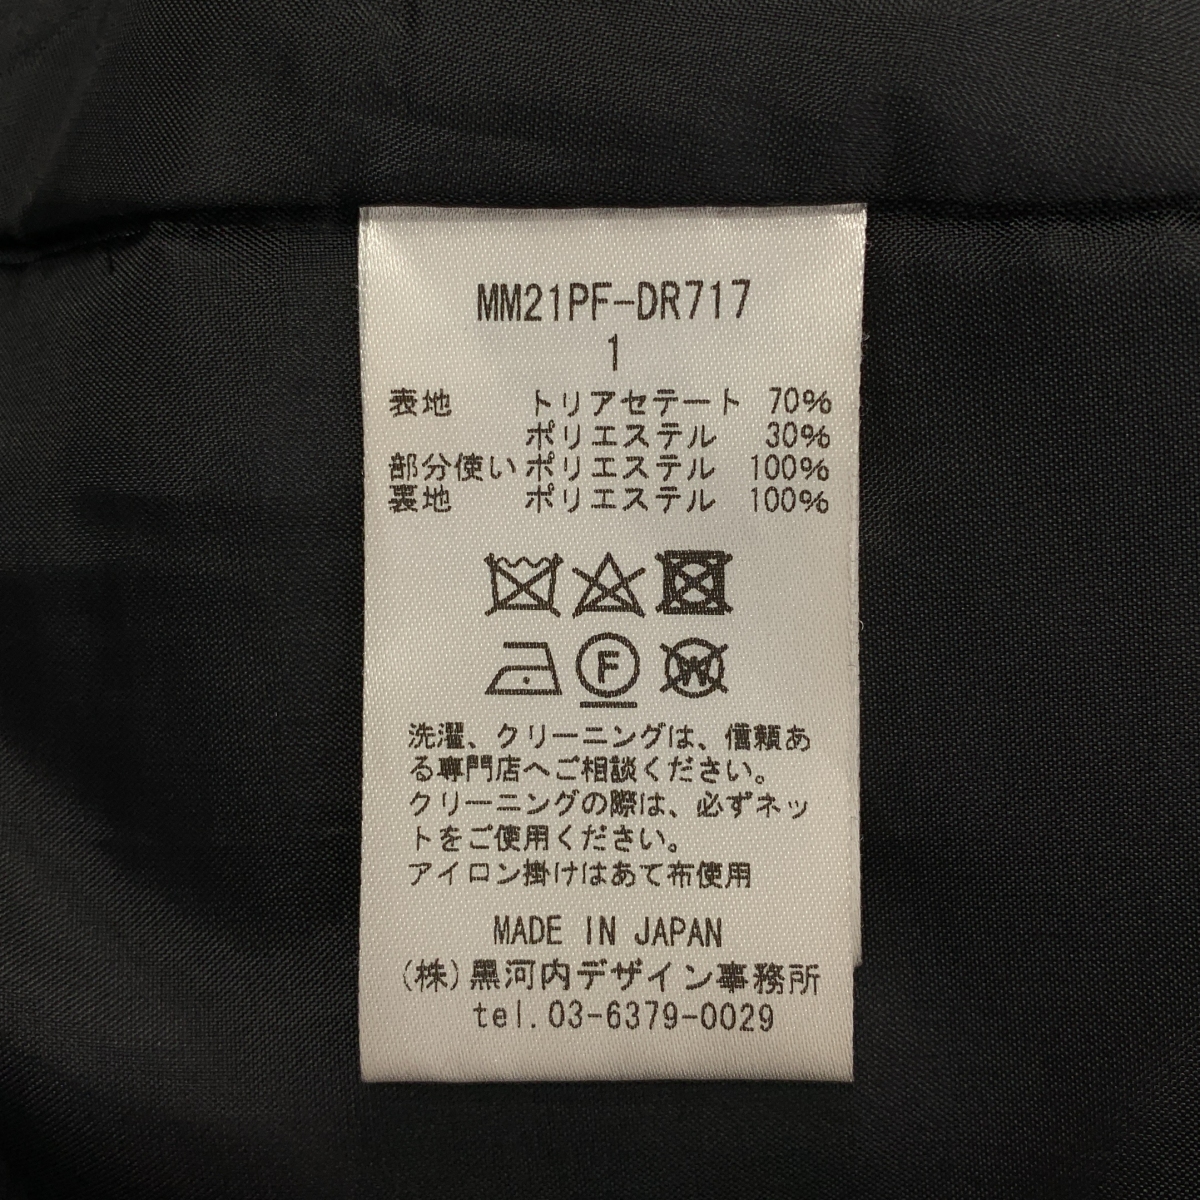 MM21PF-DR717
1
表地 トリアセテート 70%
ポリエステル 30%
部分使い ポリエステル 100%
裏地 ポリエステル 100%
F
W
洗濯、クリーニングは、信頼あ
る専門店へご相談ください。
クリーニングの際は、必ずネッ
トをご使用ください。
アイロン掛けはあて布使用
MADE IN JAPAN
(株)黒河内デザイン事務所
tel.03-6379-0029